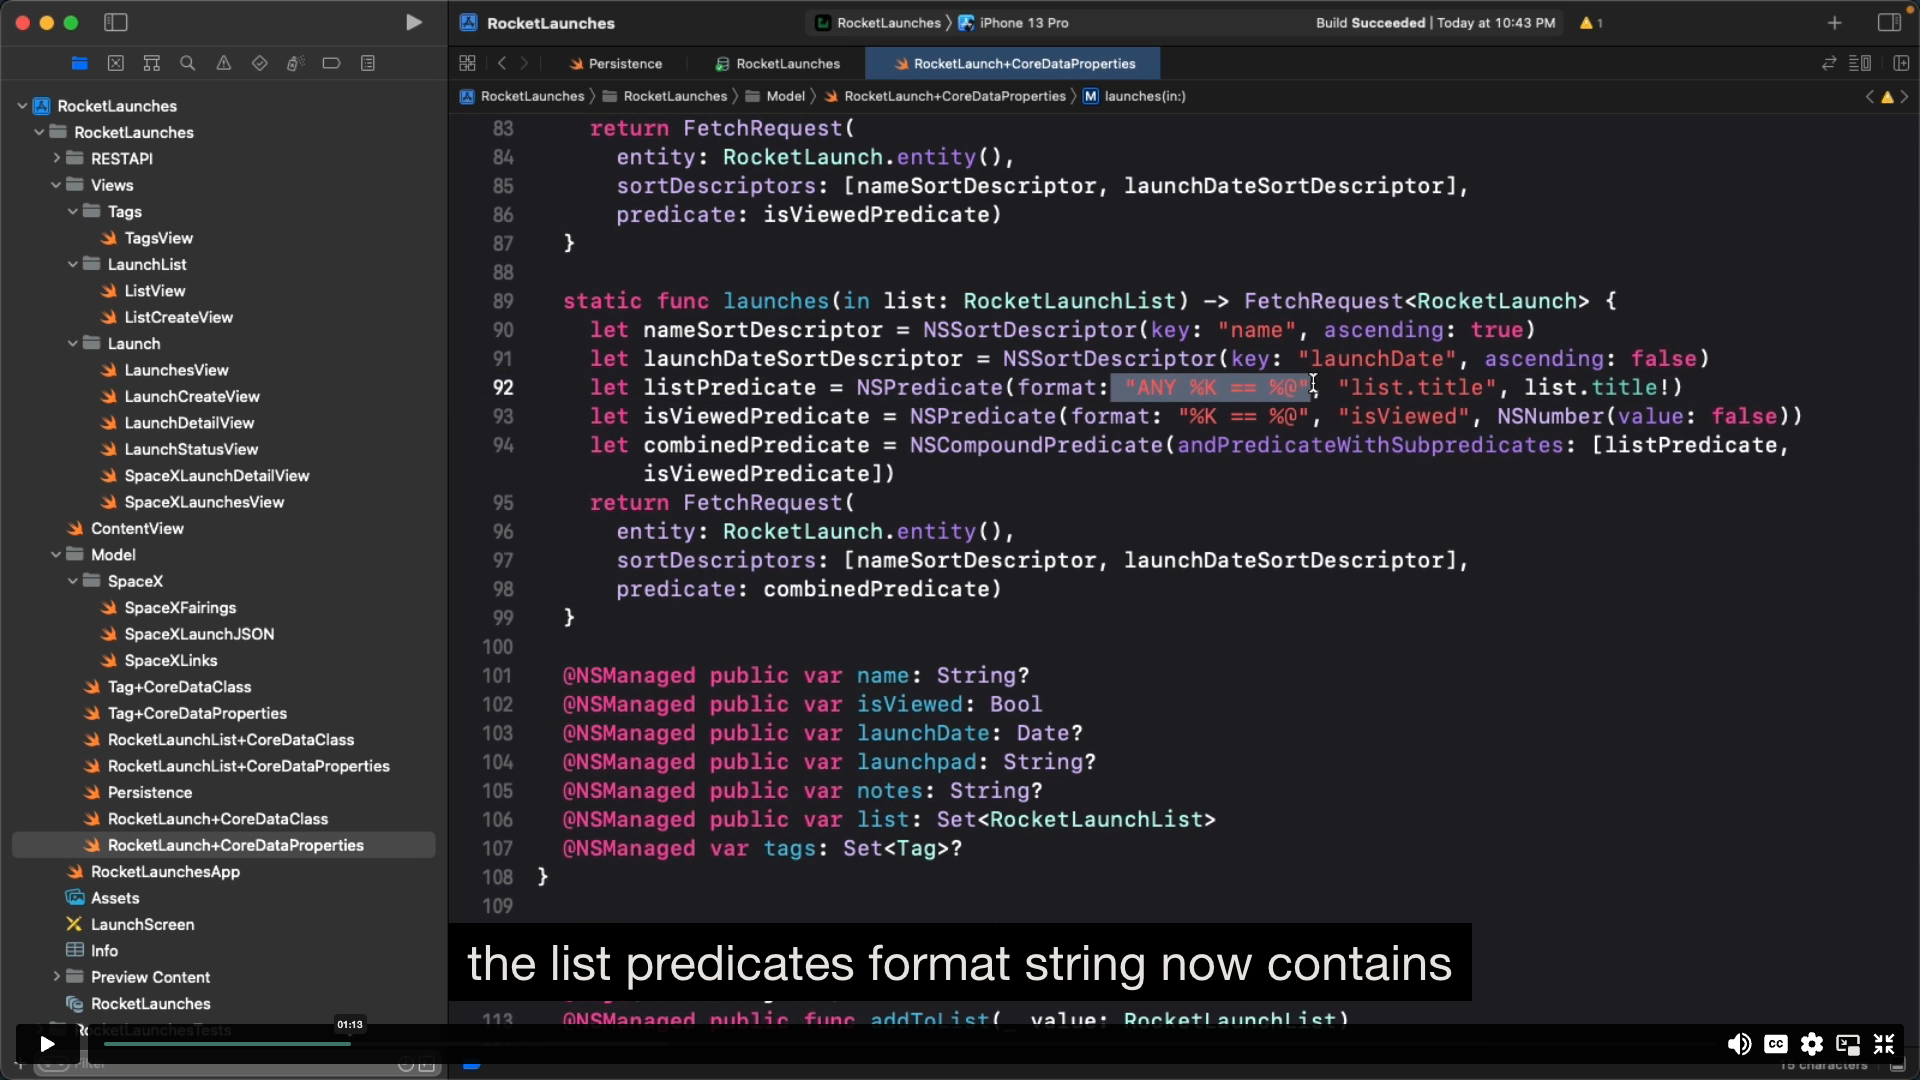 RocketLaunches
RocketLaunches 〉 iPhone 13 Pro
Build Succeeded | Today at 10:43 PM
1
Persistence
RocketLaunches
RocketLaunch+CoreDataProperties
RocketLaunches 〉 RocketLaunches 〉 Model 〉 RocketLaunch+CoreDataProperties 〉 M launches(in:)
RocketLaunches
RocketLaunches
RESTAPI
Views
Tags
TagsView
LaunchList
ListView
ListCreateView
Launch
LaunchesView
LaunchCreateView
LaunchDetailView
LaunchStatusView
SpaceXLaunchDetailView
SpaceXLaunchesView
ContentView
Model
SpaceX
SpaceXFairings
SpaceXLaunchJSON
SpaceXLinks
Tag+CoreDataClass
Tag+CoreDataProperties
RocketLaunchList+CoreDataClass
RocketLaunchList+CoreDataProperties
Persistence
RocketLaunch+CoreDataClass
RocketLaunch+CoreDataProperties
RocketLaunchesApp
Assets
LaunchScreen
Info
Preview Content
RocketLaunches
RocketLaunchesTests
Filter
83 return FetchRequest(
84 entity: RocketLaunch.entity(),
85 sortDescriptors: [nameSortDescriptor, launchDateSortDescriptor],
86 predicate: isViewedPredicate)
87 }
88
89 static func launches(in list: RocketLaunchList) -> FetchRequest<RocketLaunch> {
90 let nameSortDescriptor = NSSortDescriptor(key: "name", ascending: true)
91 let launchDateSortDescriptor = NSSortDescriptor(key: "launchDate", ascending: false)
92 let listPredicate = NSPredicate(format: "ANY %K == %@", "list.title", list.title!)
93 let isViewedPredicate = NSPredicate(format: "%K == %@", "isViewed", NSNumber(value: false))
94 let combinedPredicate = NSCompoundPredicate(andPredicateWithSubpredicates: [listPredicate,
isViewedPredicate])
95 return FetchRequest(
96 entity: RocketLaunch.entity(),
97 sortDescriptors: [nameSortDescriptor, launchDateSortDescriptor],
98 predicate: combinedPredicate)
99 }
100
101 @NSManaged public var name: String?
102 @NSManaged public var isViewed: Bool
103 @NSManaged public var launchDate: Date?
104 @NSManaged public var launchpad: String?
105 @NSManaged public var notes: String?
106 @NSManaged public var list: Set<RocketLaunchList>
107 @NSManaged var tags: Set<Tag>?
108 }
109
the list predicates format string now contains
113 @NSManaged public func addToList(_ value: RocketLaunchList)
01:13
CC
15 characters